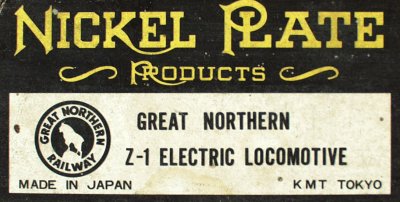 NICKEL PLATE
PRODUCTS
GREAT NORTHERN
RAILWAY
GREAT NORTHERN
Z-1 ELECTRIC LOCOMOTIVE
MADE IN JAPAN
KMT TOKYO